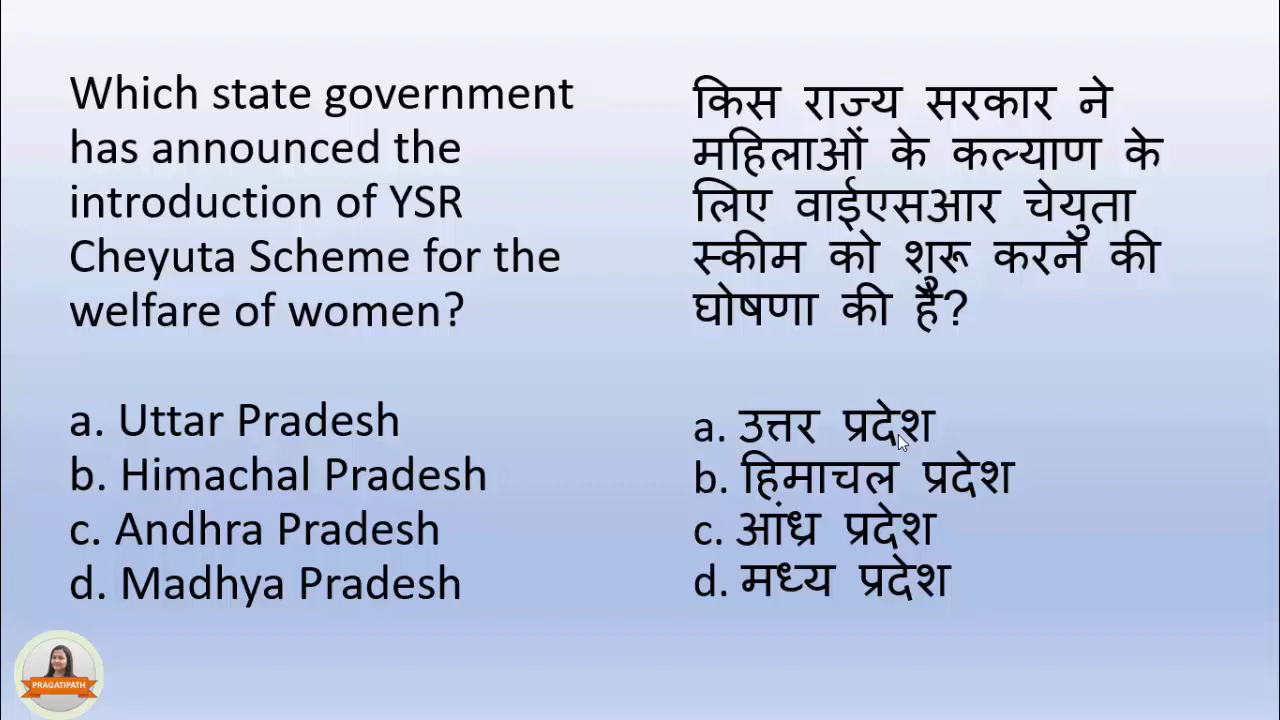 Which state government
has announced the
introduction of YSR
Cheyuta Scheme for the
welfare of women?
a. Uttar Pradesh
b. Himachal Pradesh
c. Andhra Pradesh
d. Madhya Pradesh
किस राज्य सरकार ने
महिलाओं के कल्याण के
लिए वाईएसआर चेयुता
स्कीम को शुरू करने की
घोषणा की है?
a. उत्तर प्रदेश
b. हिमाचल प्रदेश
c. आंध्र प्रदेश
d. मध्य प्रदेश
PRAGATIPATH